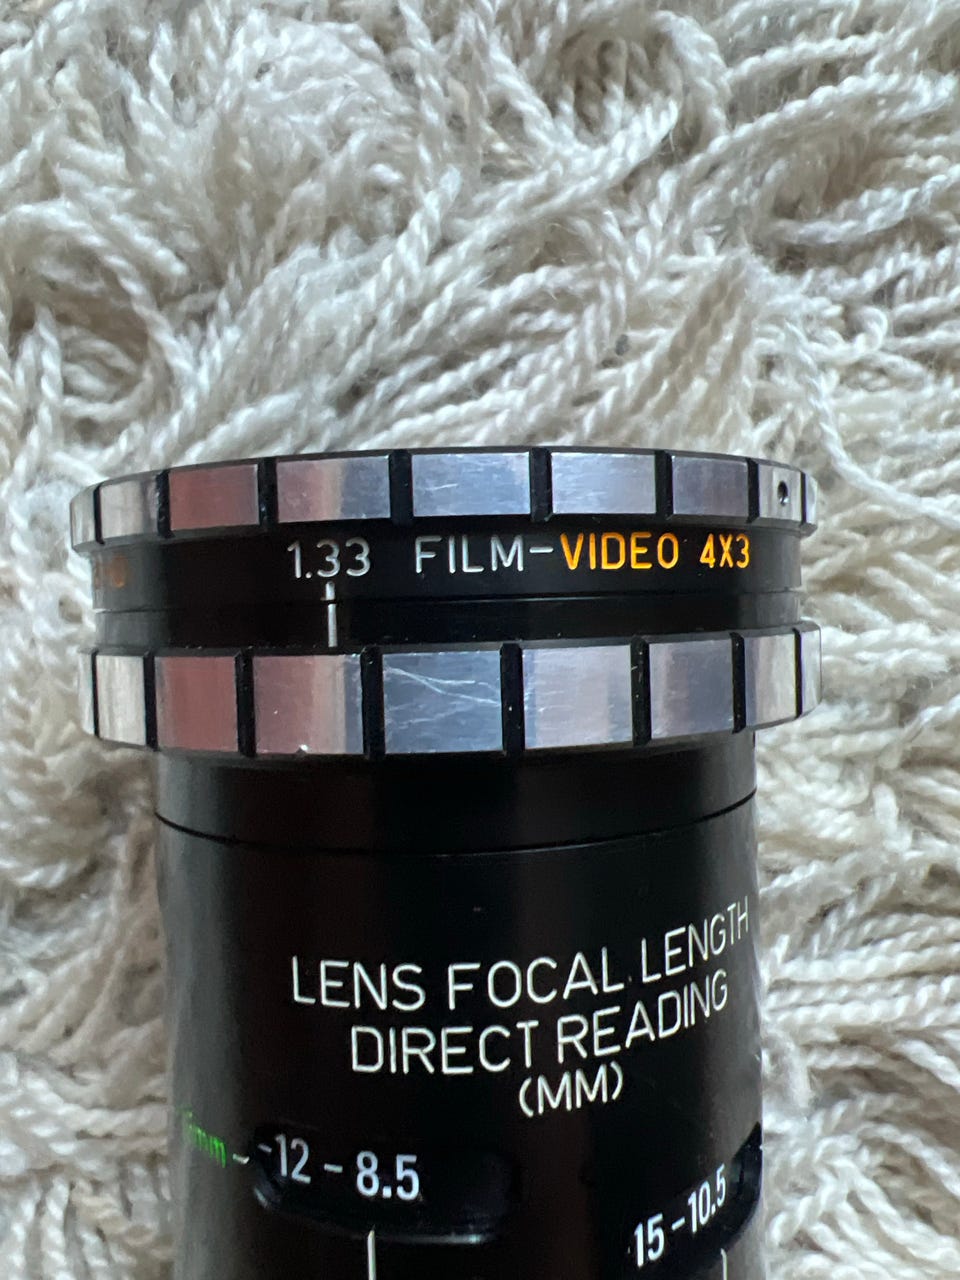 1.33 FILM-VIDEO 4X3
LENS FOCAL LENGTH
DIRECT READING
(MM)
-12 - 8.5
15 - 10.5